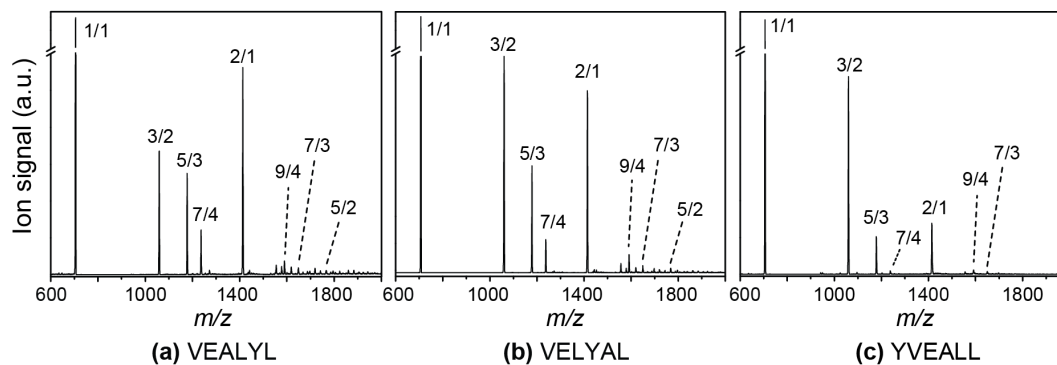 Ion signal (a.u.)
1/1
3/2
5/3
7/4
2/1
9/4
7/3
5/2
600 1000 1400 1800
m/z
(a) VEALYL
1/1
3/2
5/3
7/4
2/1
9/4
7/3
5/2
600 1000 1400 1800
m/z
(b) VELYAL
1/1
3/2
5/3
7/4
2/1
9/4
7/3
600 1000 1400 1800
m/z
(c) YVEALL